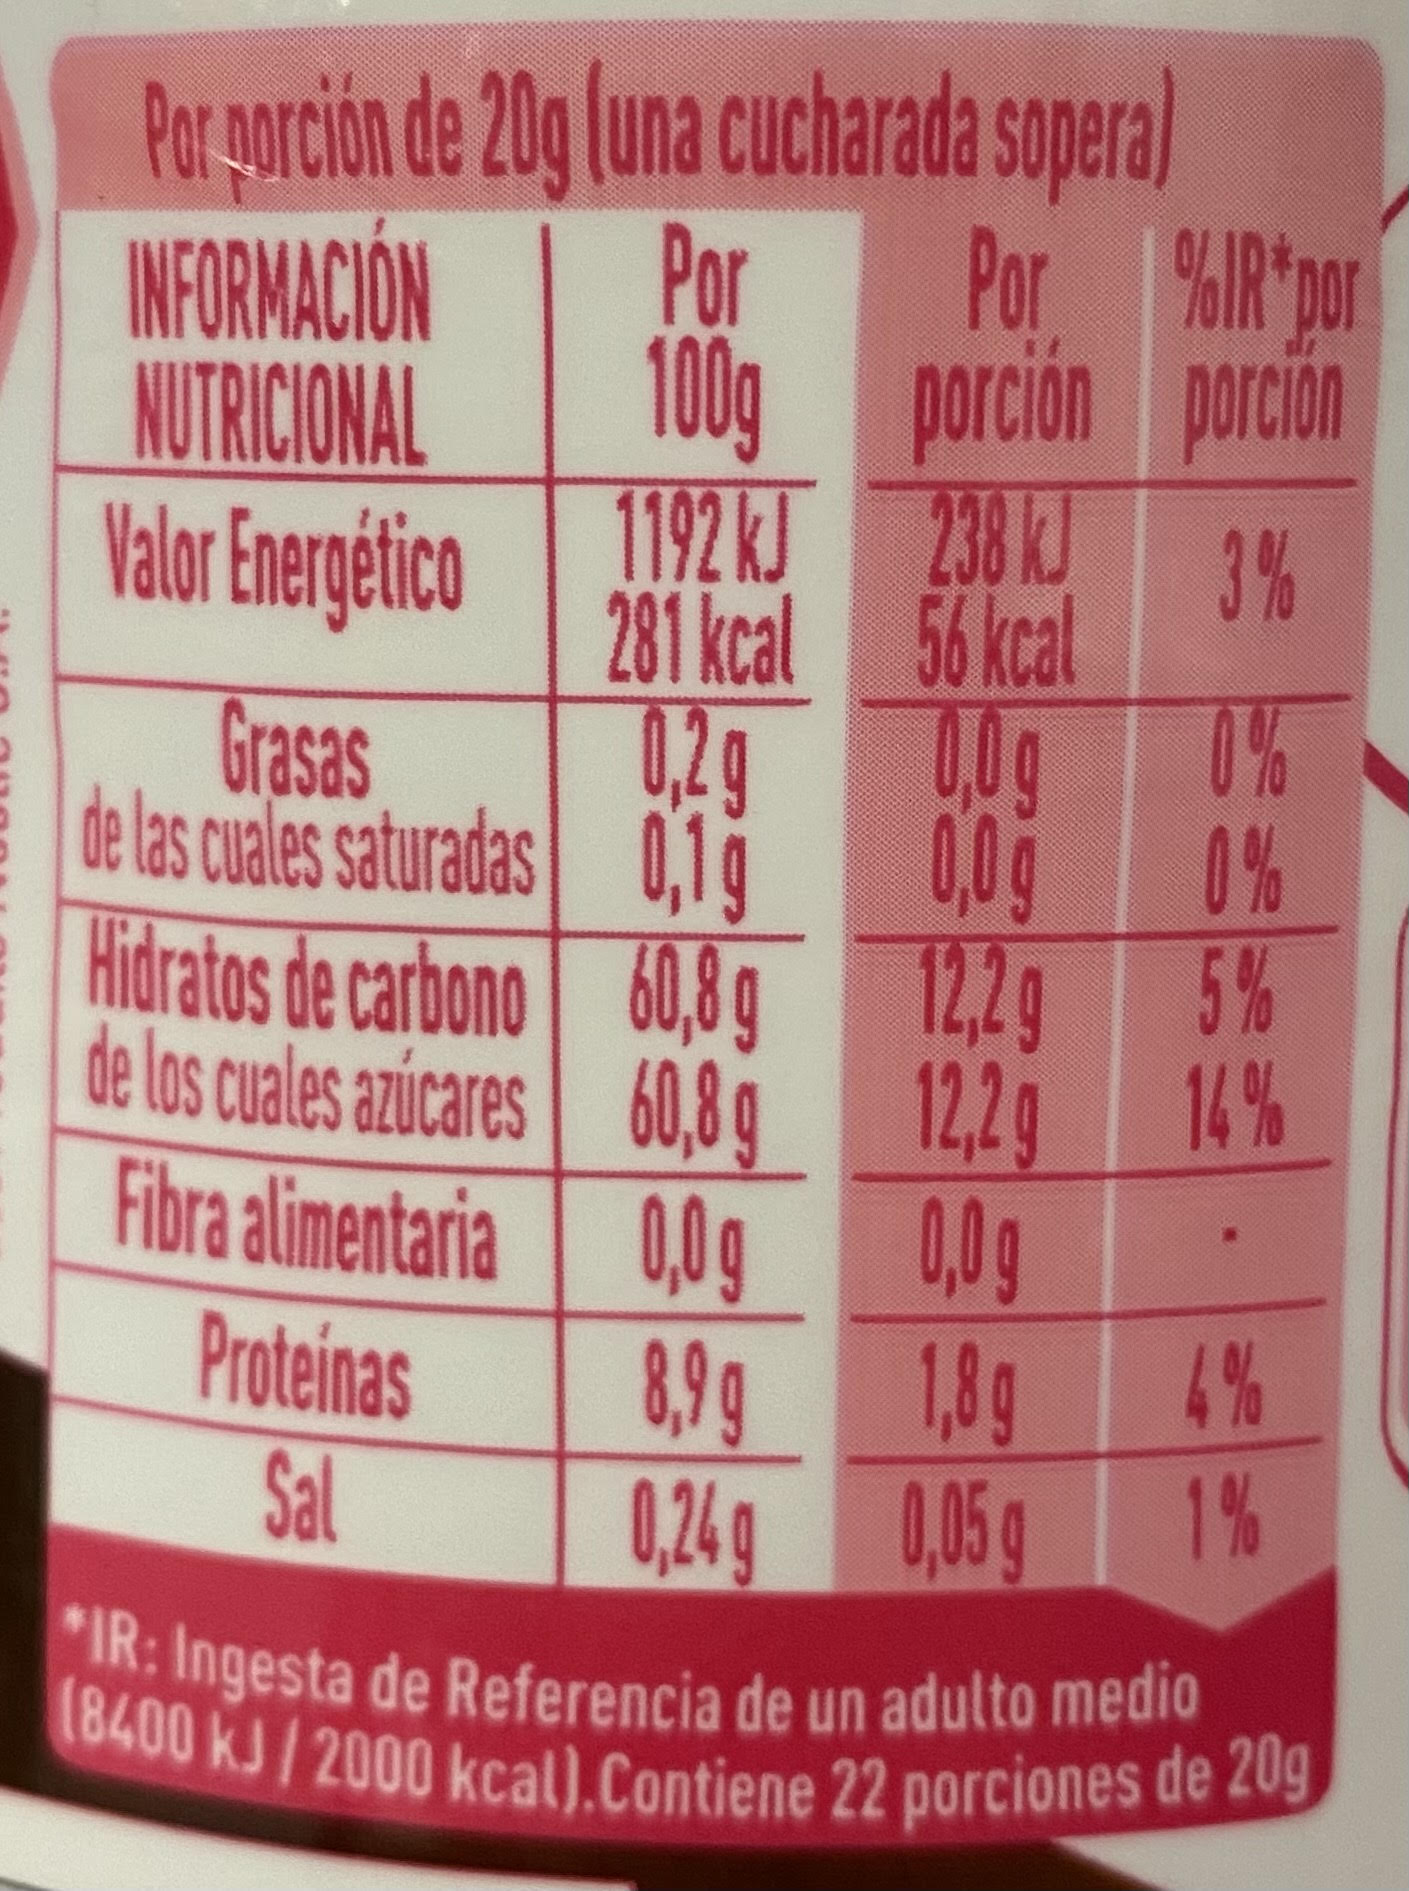 Por porción de 20g (una cucharada sopera)
INFORMACIÓN NUTRICIONAL Por 100g Por porción %IR* por porción
Valor Energético 1192 kJ 281 kcal 238 kJ 56 kcal 3 %
Grasas 0,2 g 0,0 g 0 %
de las cuales saturadas 0,1 g 0,0 g 0 %
Hidratos de carbono 60,8 g 12,2 g 5 %
de los cuales azúcares 60,8 g 12,2 g 14 %
Fibra alimentaria 0,0 g 0,0 g -
Proteínas 8,9 g 1,8 g 4 %
Sal 0,24 g 0,05 g 1 %
*IR: Ingesta de Referencia de un adulto medio
(8400 kJ / 2000 kcal).Contiene 22 porciones de 20g